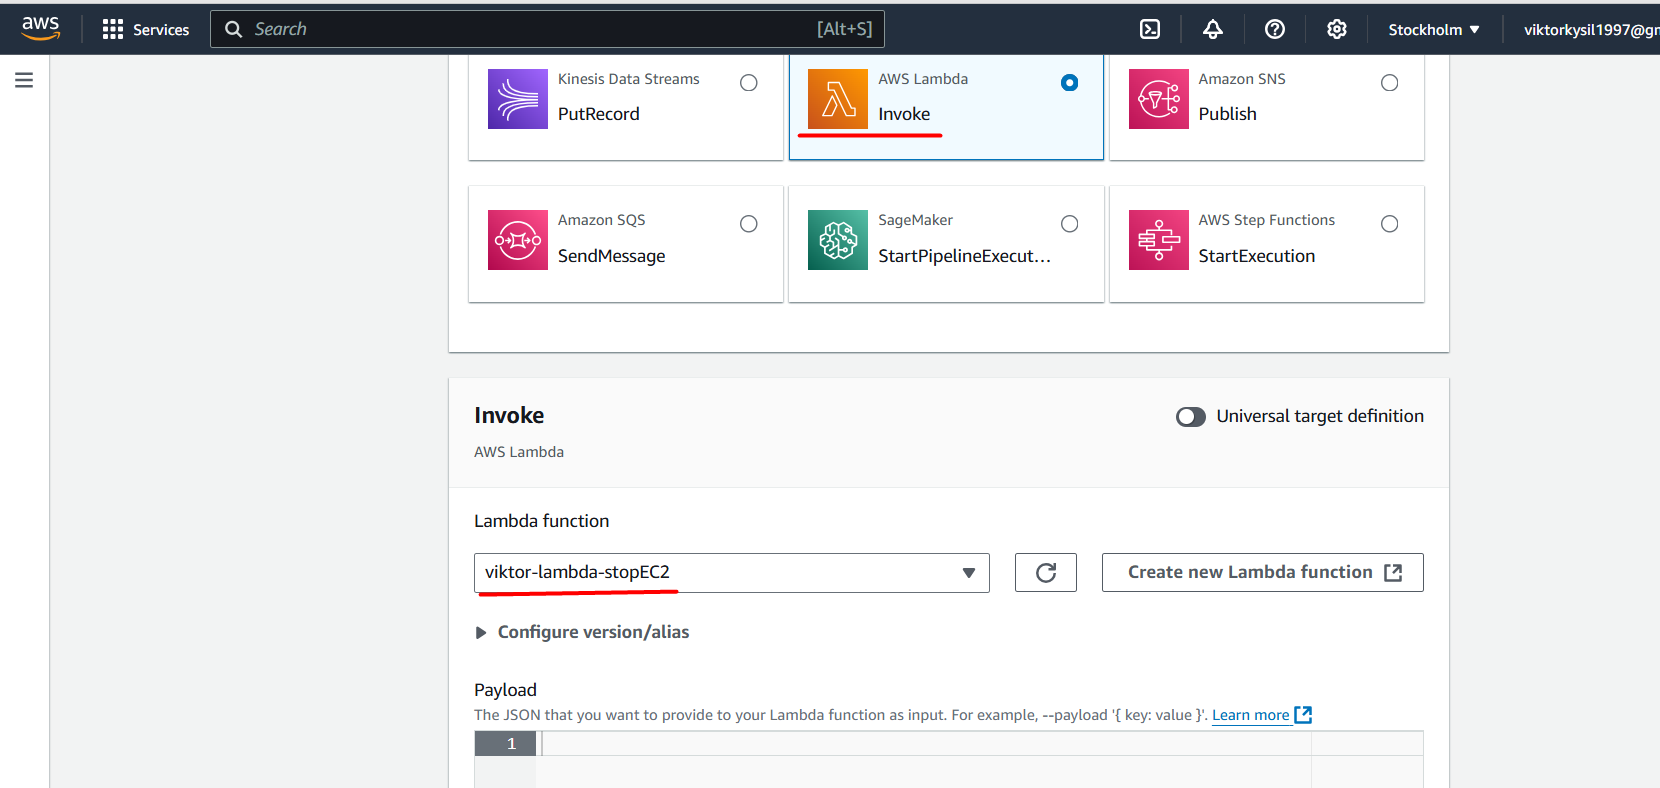 aws
Services
Search
[Alt+S]
Stockholm
viktorkysil1997@gm
Kinesis Data Streams
PutRecord
AWS Lambda
Invoke
Amazon SNS
Publish
Amazon SQS
SendMessage
SageMaker
StartPipelineExecut...
AWS Step Functions
StartExecution
Invoke
Universal target definition
AWS Lambda
Lambda function
viktor-lambda-stopEC2
Create new Lambda function
Configure version/alias
Payload
The JSON that you want to provide to your Lambda function as input. For example, --payload '{ key: value }'. Learn more
1